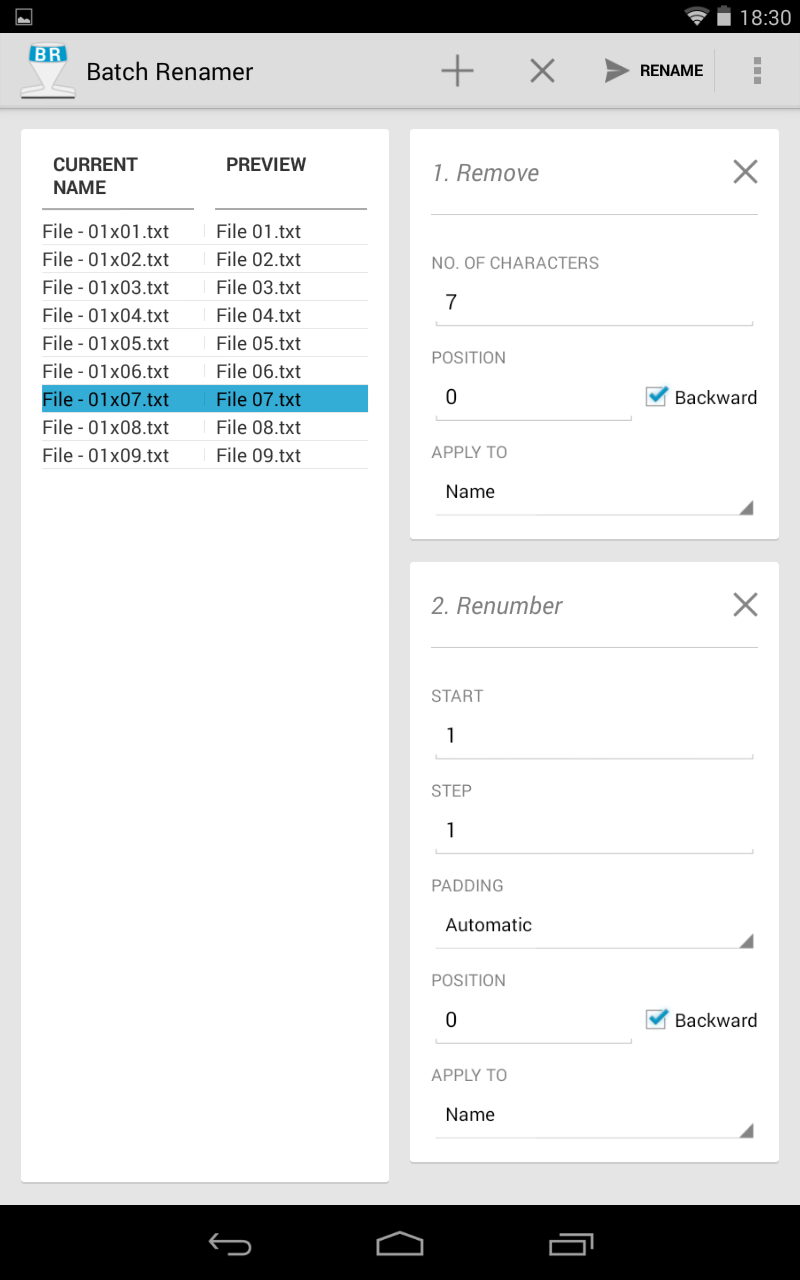 18:30
BR
Batch Renamer
RENAME
CURRENT NAME
PREVIEW
File - 01x01.txt File 01.txt
File - 01x02.txt File 02.txt
File - 01x03.txt File 03.txt
File - 01x04.txt File 04.txt
File - 01x05.txt File 05.txt
File - 01x06.txt File 06.txt
File - 01x07.txt File 07.txt
File - 01x08.txt File 08.txt
File - 01x09.txt File 09.txt
1. Remove
NO. OF CHARACTERS
7
POSITION
0 Backward
APPLY TO
Name
2. Renumber
START
1
STEP
1
PADDING
Automatic
POSITION
0 Backward
APPLY TO
Name